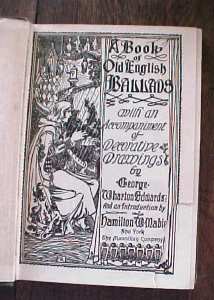 A Book
of
Old English
BALLADS
with an
Accompaniment
of
Decorative
Drawings
by
George
Wharton Edwards
And an Introduction by
Hamilton W. Mabie
New York
The Macmillan Company